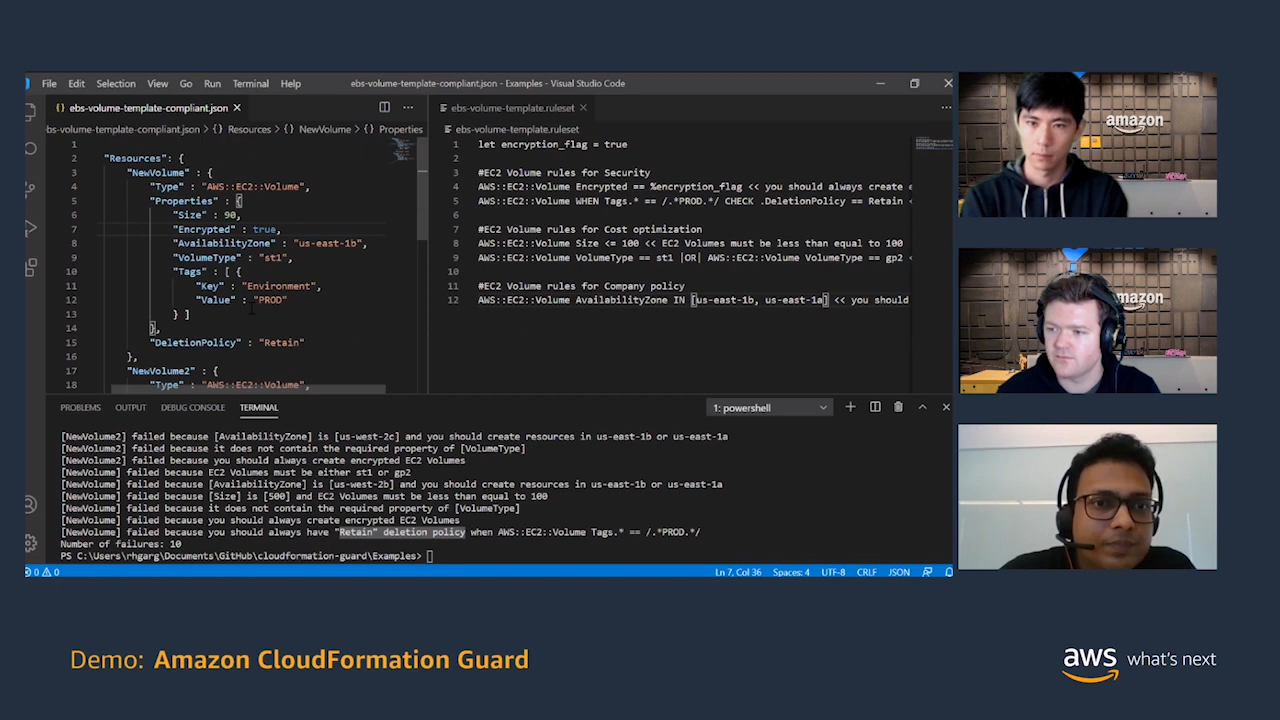 File Edit Selection View Go Run Terminal Help
ebs-volume-template-compliant.json - Examples - Visual Studio Code
{} ebs-volume-template-compliant.json ×
bs-volume-template-compliant.json > {} Resources > {} NewVolume > {} Properties
1
2 "Resources": {
3 "NewVolume" : {
4 "Type" : "AWS::EC2::Volume",
5 "Properties" : {
6 "Size" : 90,
7 "Encrypted" : true,
8 "AvailabilityZone" : "us-east-1b",
9 "VolumeType" : "st1",
10 "Tags" : [ {
11 "Key" : "Environment",
12 "Value" : "PROD"
13 } ]
14 },
15 "DeletionPolicy" : "Retain"
16 },
17 "NewVolume2" : {
18 "Type" : "AWS::EC2::Volume",
ebs-volume-template.ruleset ×
ebs-volume-template.ruleset
1 let encryption_flag = true
2
3 #EC2 Volume rules for Security
4 AWS::EC2::Volume Encrypted == %encryption_flag << you should always create e
5 AWS::EC2::Volume WHEN Tags.* == /.*PROD.*/ CHECK .DeletionPolicy == Retain <
6
7 #EC2 Volume rules for Cost optimization
8 AWS::EC2::Volume Size <= 100 << EC2 Volumes must be less than equal to 100
9 AWS::EC2::Volume VolumeType == st1 |OR| AWS::EC2::Volume VolumeType == gp2 <
10
11 #EC2 Volume rules for Company policy
12 AWS::EC2::Volume AvailabilityZone IN [us-east-1b, us-east-1a] << you should
PROBLEMS OUTPUT DEBUG CONSOLE TERMINAL
1: powershell
[NewVolume2] failed because [AvailabilityZone] is [us-west-2c] and you should create resources in us-east-1b or us-east-1a
[NewVolume2] failed because it does not contain the required property of [VolumeType]
[NewVolume2] failed because you should always create encrypted EC2 Volumes
[NewVolume] failed because EC2 Volumes must be either st1 or gp2
[NewVolume] failed because [AvailabilityZone] is [us-west-2b] and you should create resources in us-east-1b or us-east-1a
[NewVolume] failed because [Size] is [500] and EC2 Volumes must be less than equal to 100
[NewVolume] failed because it does not contain the required property of [VolumeType]
[NewVolume] failed because you should always create encrypted EC2 Volumes
[NewVolume] failed because you should always have "Retain" deletion policy when AWS::EC2::Volume Tags.* == /.*PROD.*/
Number of failures: 10
PS C:\Users\rhgarg\Documents\GitHub\cloudformation-guard\Examples>
0 0
Ln 7, Col 36 Spaces: 4 UTF-8 CRLF JSON
amazon
amazon
Demo: Amazon CloudFormation Guard
aws what's next